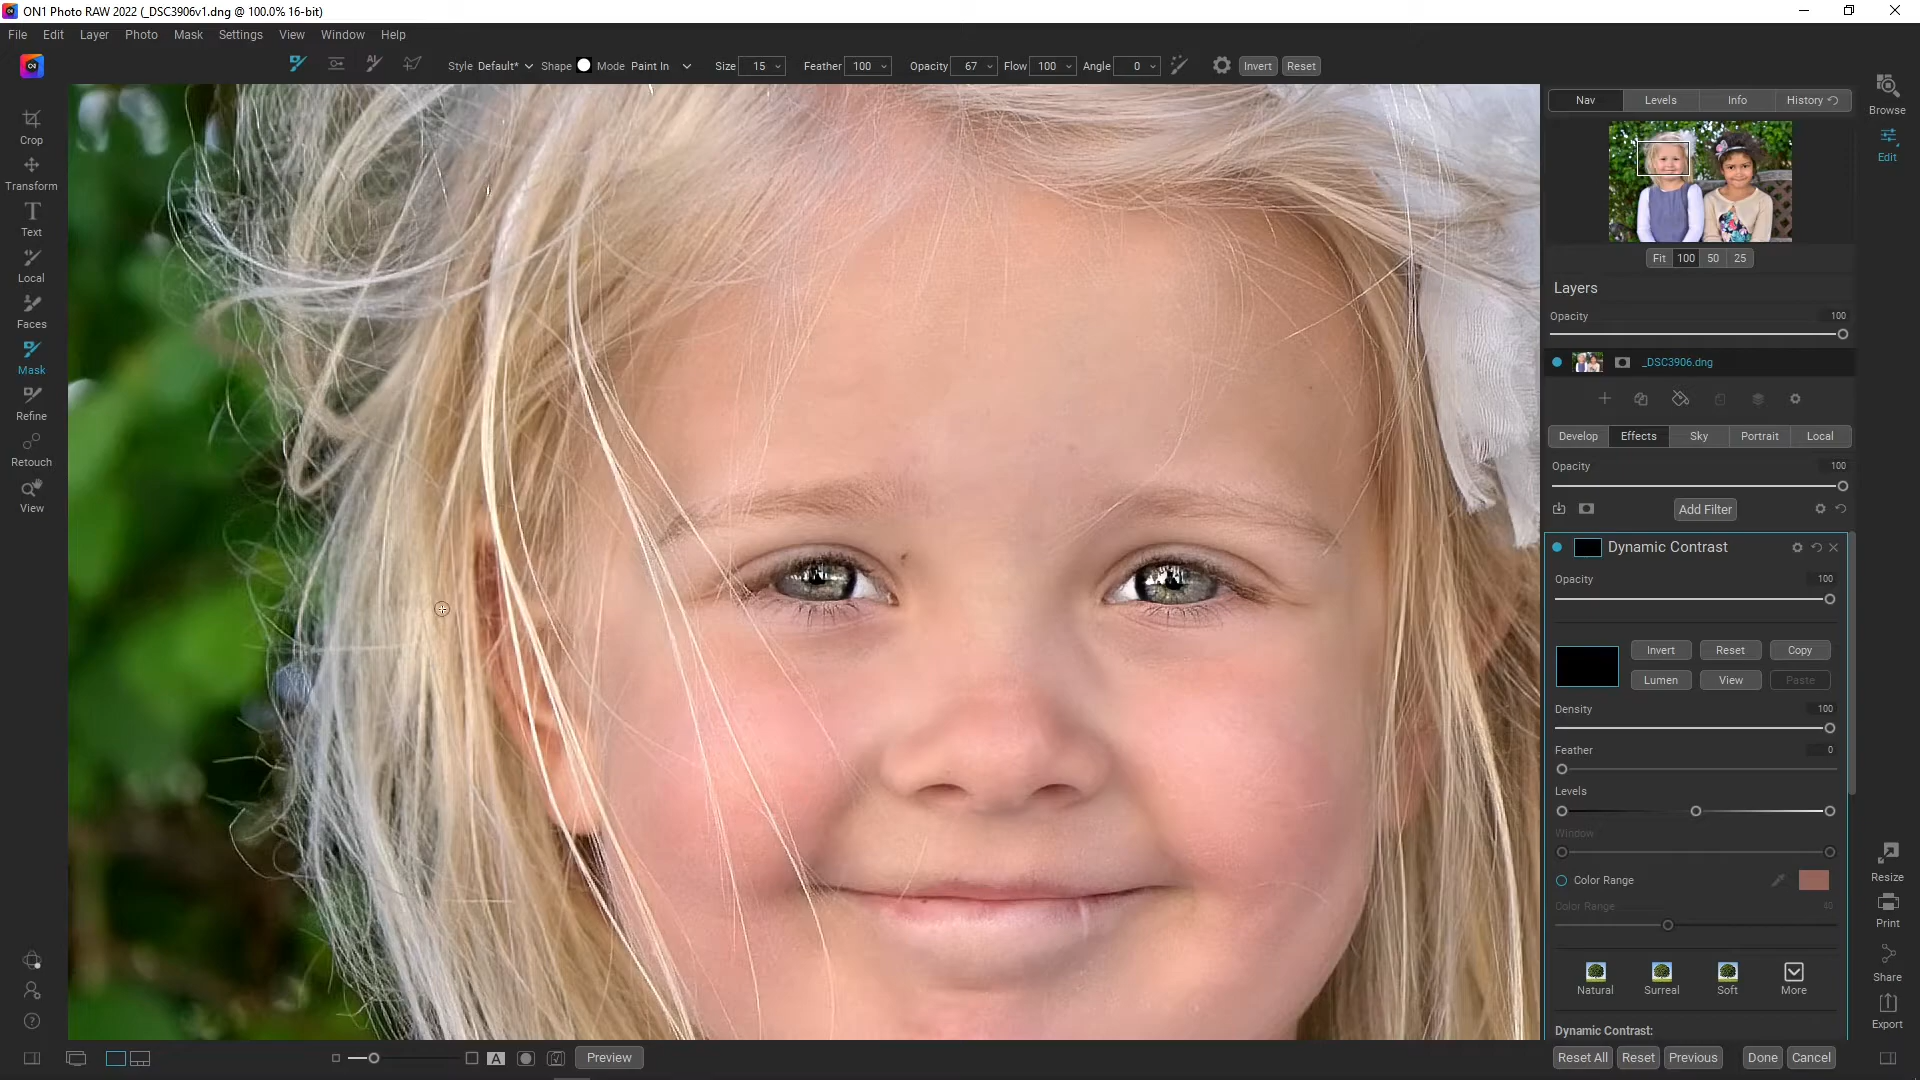 ON1 Photo RAW 2022 (_DSC3906v1.dng @ 100.0% 16-bit)
File Edit Layer Photo Mask Settings View Window Help
Style Default* Shape Mode Paint In Size 15 Feather 100 Opacity 67 Flow 100 Angle 0 Invert Reset
Crop
Transform
Text
Local
Faces
Mask
Refine
Retouch
View
Nav Levels Info History
Fit 100 50 25
Layers
Opacity 100
_DSC3906.dng
Develop Effects Sky Portrait Local
Opacity 100
Add Filter
Dynamic Contrast
Opacity 100
Invert Reset Copy
Lumen View Paste
Density 100
Feather 0
Levels
Window
Color Range
Color Range 40
Natural Surreal Soft More
Dynamic Contrast:
Browse
Edit
Resize
Print
Share
Export
A Preview
Reset All Reset Previous Done Cancel